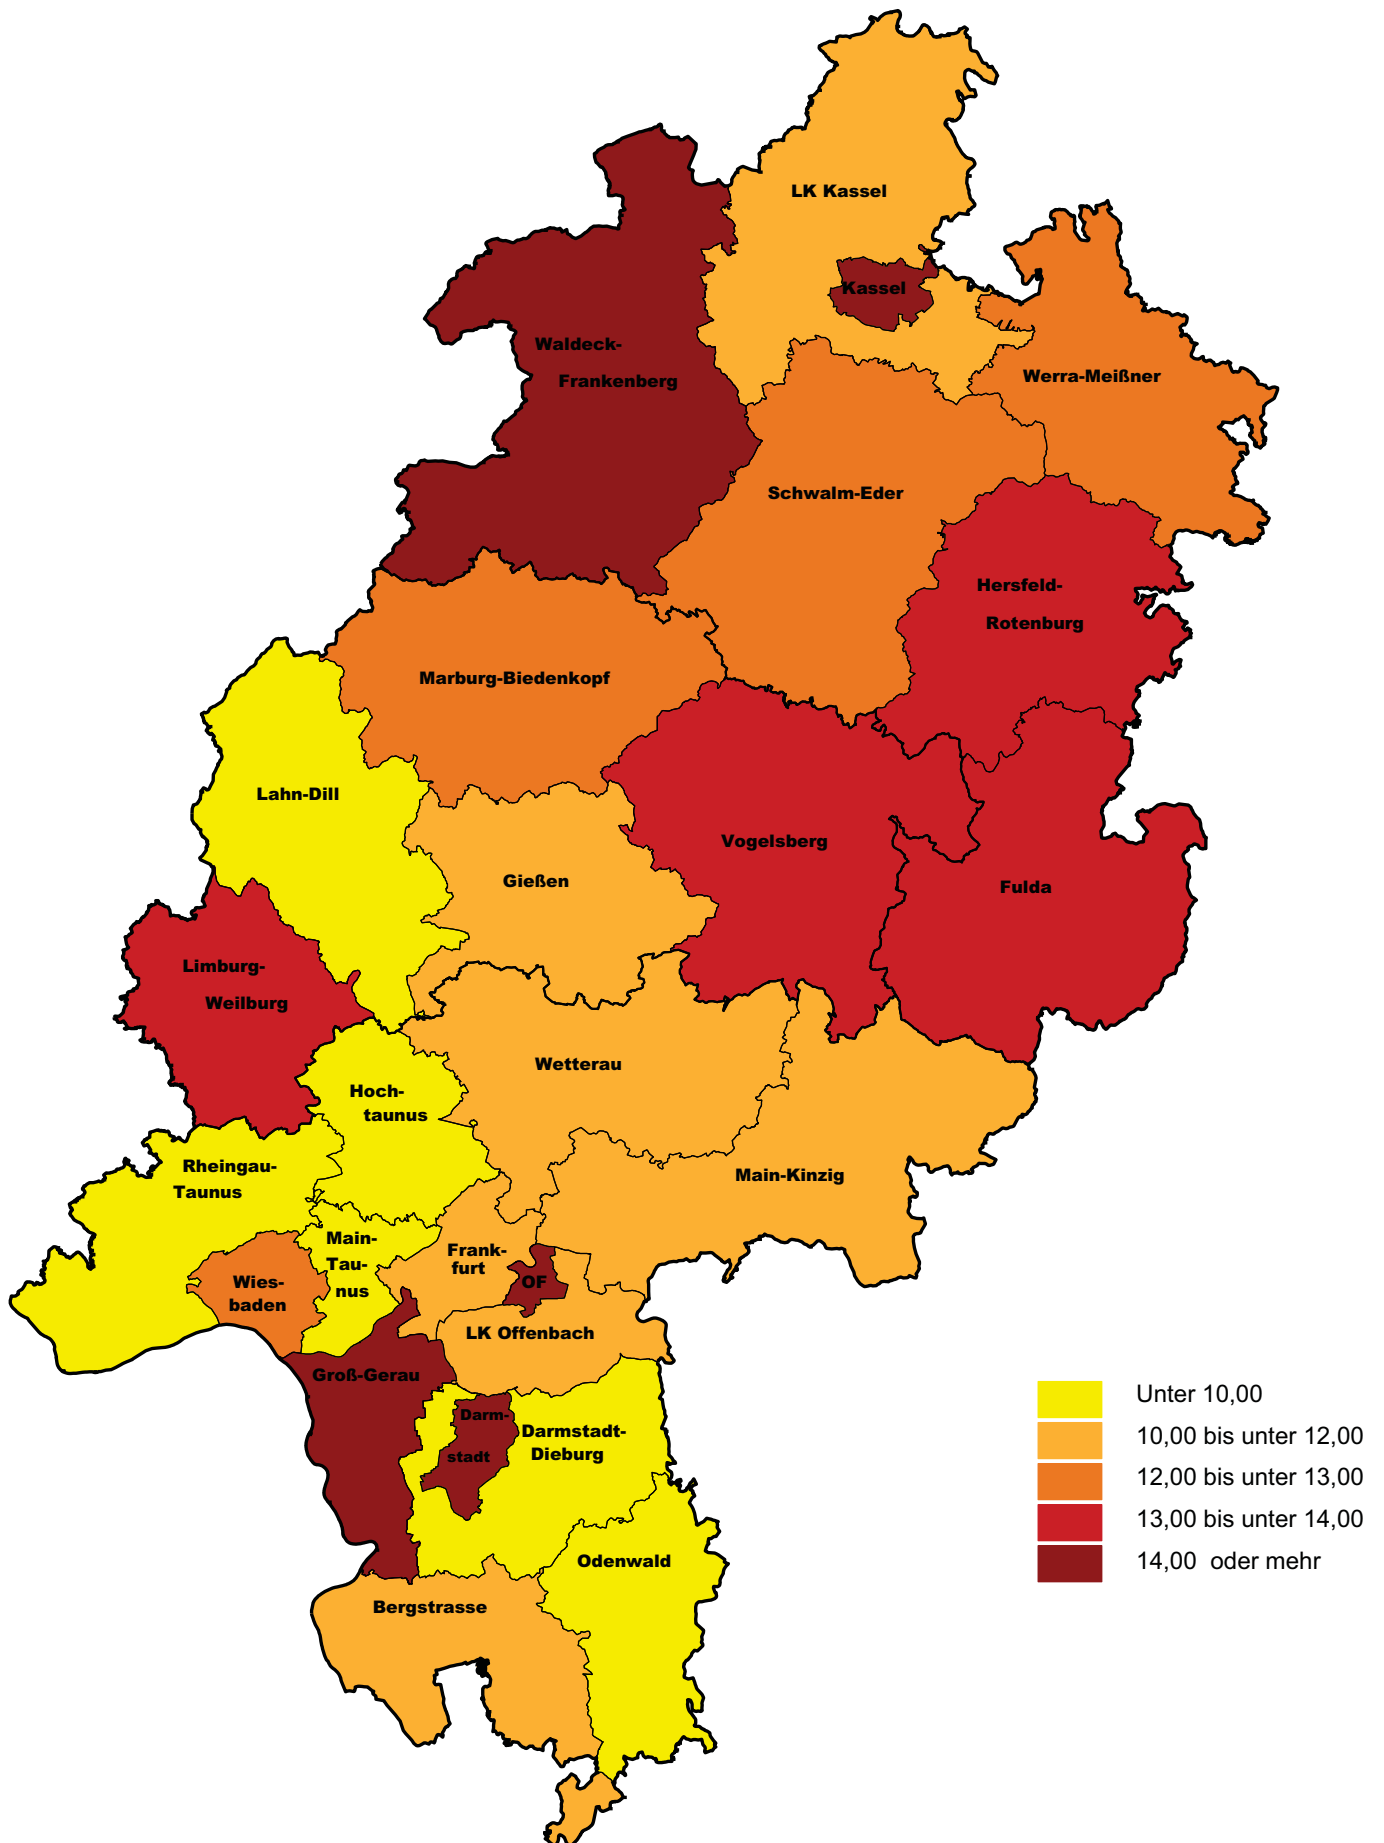 LK Kassel
Kassel
Waldeck-
Frankenberg
Werra-Meißner
Schwalm-Eder
Hersfeld-
Rotenburg
Marburg-Biedenkopf
Lahn-Dill
Vogelsberg
Gießen
Fulda
Limburg-
Weilburg
Wetterau
Hoch-
taunus
Rheingau-
Taunus
Main-Kinzig
Main-
Tau-
nus
Frank-
furt
Wies-
baden
OF
LK Offenbach
Groß-Gerau
Darm-
stadt
Darmstadt-
Dieburg
Odenwald
Bergstrasse
Unter 10,00
10,00 bis unter 12,00
12,00 bis unter 13,00
13,00 bis unter 14,00
14,00 oder mehr